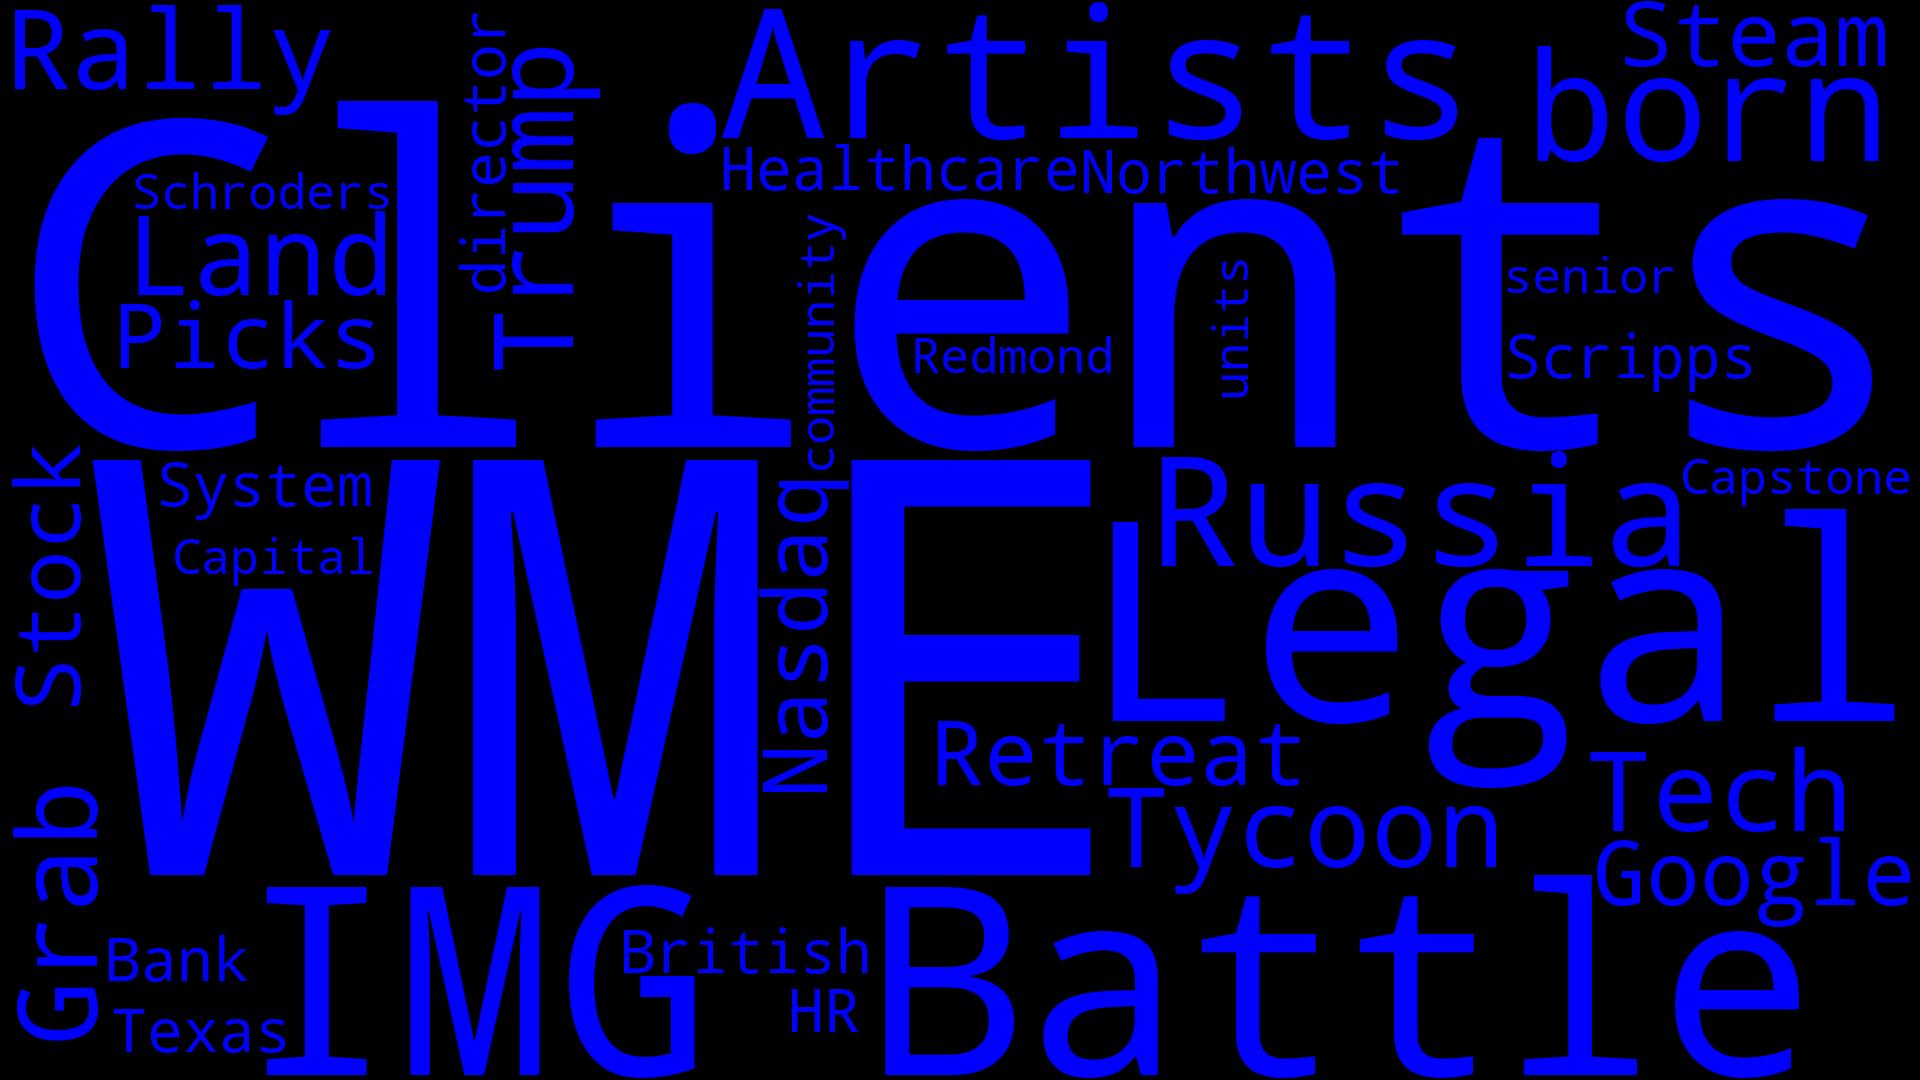 Rally
director
Trump
Artists
Steam
born
Clients
Healthcare
Northwest
Schroders
Land
Picks
community
units
Redmond
senior
Scripps
Stock
System
Capital
WME
Nasdaq
Russia
Capstone
Legal
Retreat
Tycoon
Tech
Google
Grab
Bank
Texas
IMG
British
HR
Battle